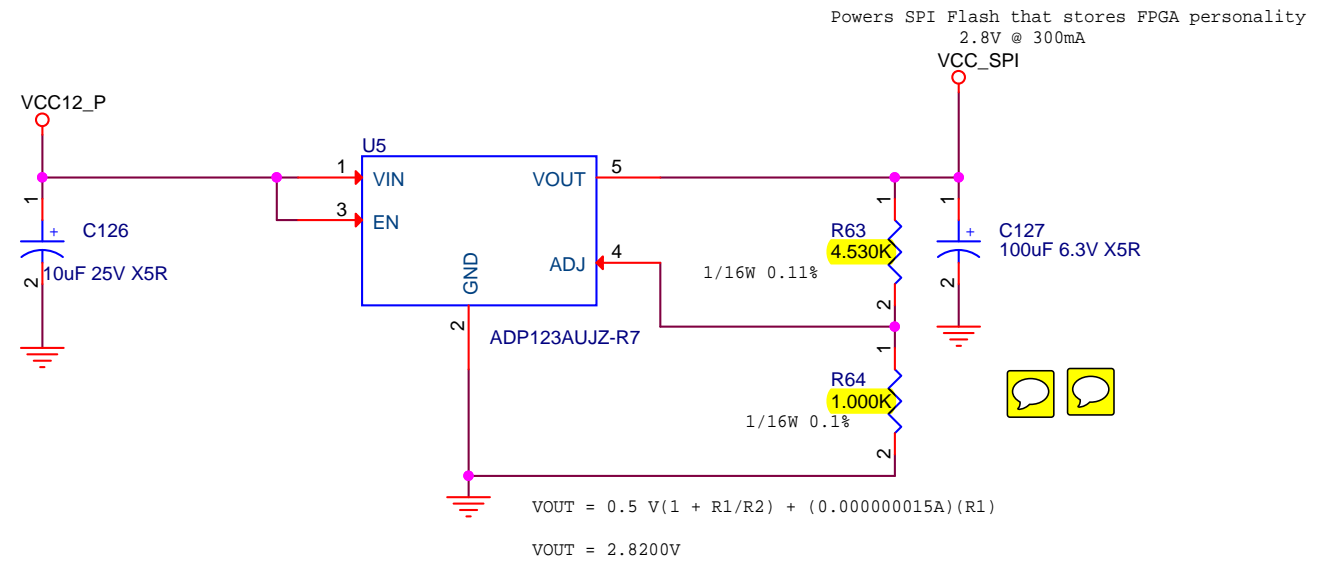 Powers SPI Flash that stores FPGA personality
2.8V @ 300mA
VCC_SPI
VCC12_P
U5
1
VIN
VOUT
5
3
EN
ADJ
4
GND
2
ADP123AUJZ-R7
1
+
C126
10uF 25V X5R
2
1
R63
4.530K
1/16W 0.11%
2
1
+
C127
100uF 6.3V X5R
2
1
R64
1.000K
1/16W 0.1%
2
VOUT = 0.5 V(1 + R1/R2) + (0.000000015A)(R1)
VOUT = 2.8200V